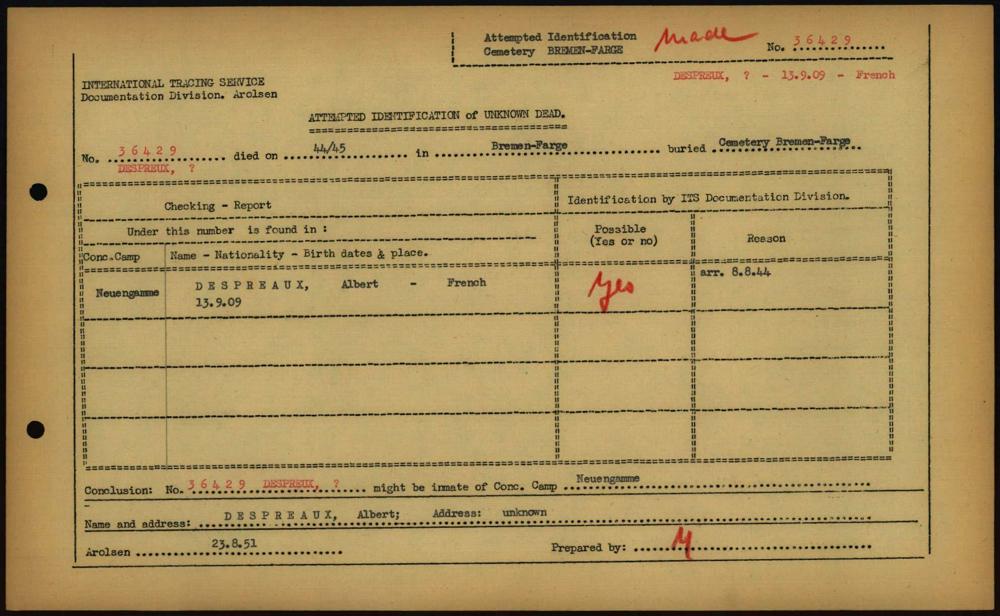 Attempted Identification made No. 36429
Cemetery BREMEN-FARGE
DESPREUX, ? - 13.9.09 - French
INTERNATIONAL TRACING SERVICE
Documentation Division. Arolsen
ATTEMPTED IDENTIFICATION of UNKNOWN DEAD.
No. 36429 died on 44/45 in Bremen-Farge buried Cemetery Bremen-Farge
DESPREUX, ?
Checking - Report
Identification by ITS Documentation Division.
Under this number is found in :
Possible
(Yes or no)
Reason
Conc.Camp Name - Nationality - Birth dates & place.
Neuengamme DESPREAUX, Albert - French
13.9.09
Yes
arr. 8.8.44
Conclusion: No. 36429 DESPREUX, ? might be inmate of Conc. Camp Neuengamme
Name and address: DESPREAUX, Albert; Address: unknown
Arolsen 23.8.51 Prepared by: